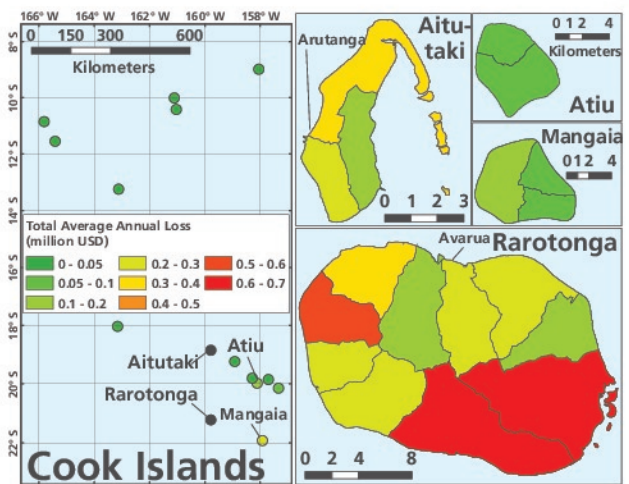 166°W 164°W 162°W 160°W 158°W
8°S
0 150 300 600
Kilometers
10°S
12°S
14°S
Total Average Annual Loss
(million USD)
0 - 0.05
0.05 - 0.1
0.1 - 0.2
0.2 - 0.3
0.3 - 0.4
0.4 - 0.5
0.5 - 0.6
0.6 - 0.7
16°S
18°S
Aitutaki
Atiu
20°S
Rarotonga
Mangaia
22°S
Cook Islands
Aitu-
taki
Arutanga
0 1 2 3
0 1 2 4
Kilometers
Atiu
Mangaia
0 1 2 4
Avarua
Rarotonga
0 2 4 8